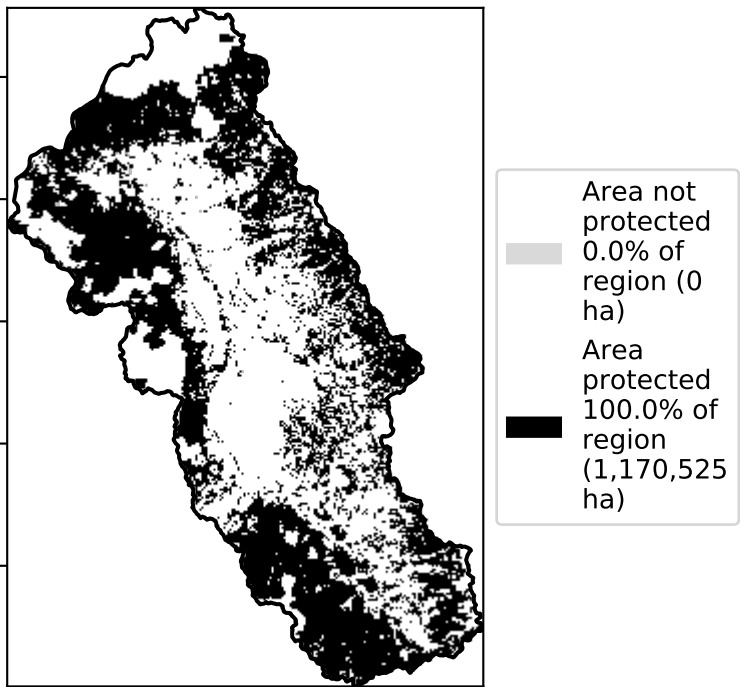 Area not
protected
0.0% of
region (0
ha)
Area
protected
100.0% of
region
(1,170,525
ha)